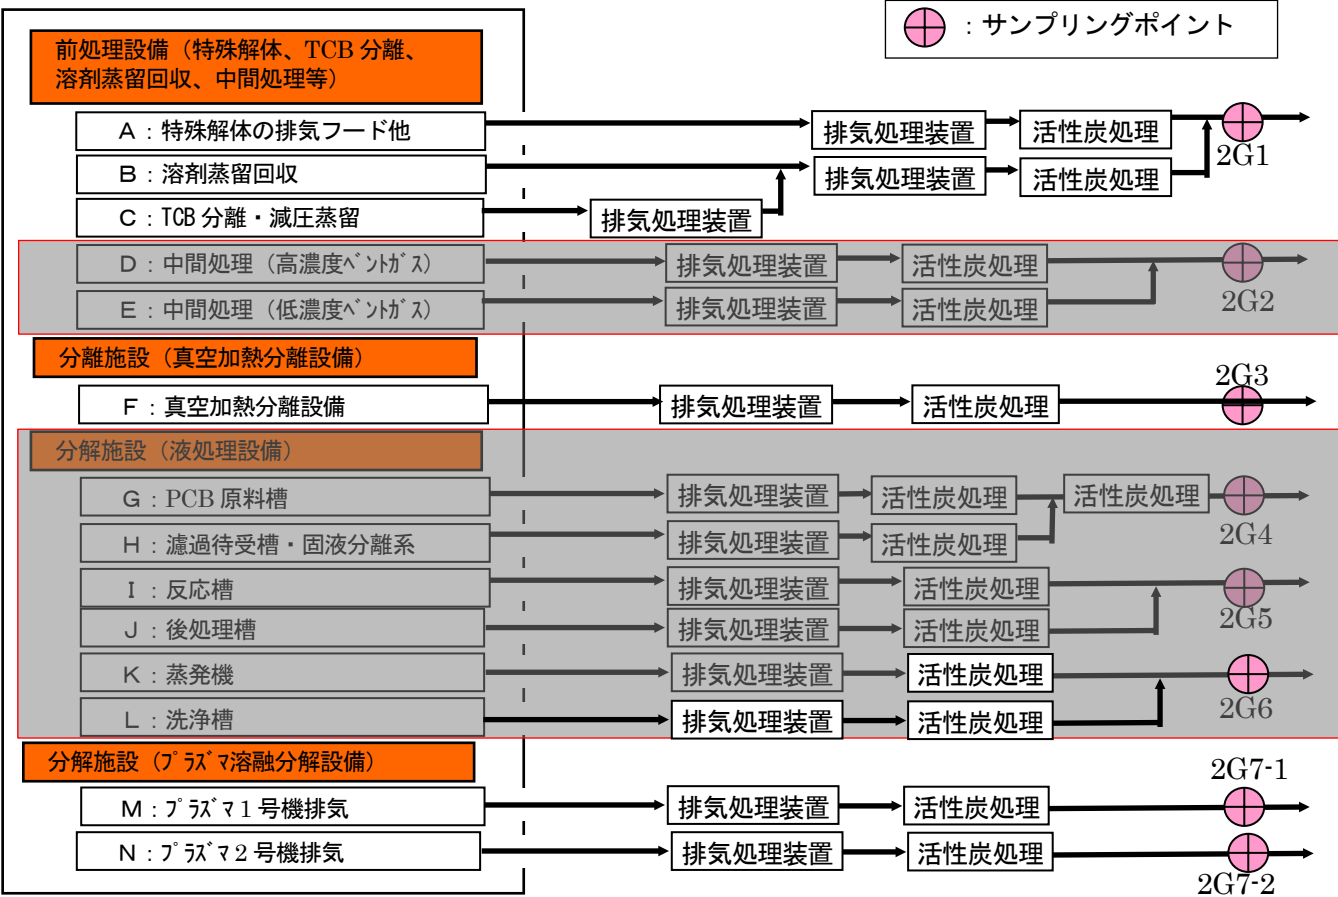 ：サンプリングポイント
前処理設備（特殊解体、TCB 分離、
溶剤蒸留回収、中間処理等）
A：特殊解体の排気フード他
排気処理装置
活性炭処理
2G1
B：溶剤蒸留回収
排気処理装置
活性炭処理
C：TCB 分離・減圧蒸留
排気処理装置
D：中間処理（高濃度ﾍﾞﾝﾄｶﾞｽ）
排気処理装置
活性炭処理
2G2
E：中間処理（低濃度ﾍﾞﾝﾄｶﾞｽ）
排気処理装置
活性炭処理
分離施設（真空加熱分離設備）
2G3
F：真空加熱分離設備
排気処理装置
活性炭処理
分解施設（液処理設備）
G：PCB 原料槽
排気処理装置
活性炭処理
活性炭処理
2G4
H：濾過待受槽・固液分離系
排気処理装置
活性炭処理
I：反応槽
排気処理装置
活性炭処理
2G5
J：後処理槽
排気処理装置
活性炭処理
K：蒸発機
排気処理装置
活性炭処理
2G6
L：洗浄槽
排気処理装置
活性炭処理
分解施設（ﾌﾟﾗｽﾞﾏ溶融分解設備）
2G7-1
M：ﾌﾟﾗｽﾞﾏ 1 号機排気
排気処理装置
活性炭処理
N：ﾌﾟﾗｽﾞﾏ 2 号機排気
排気処理装置
活性炭処理
2G7-2